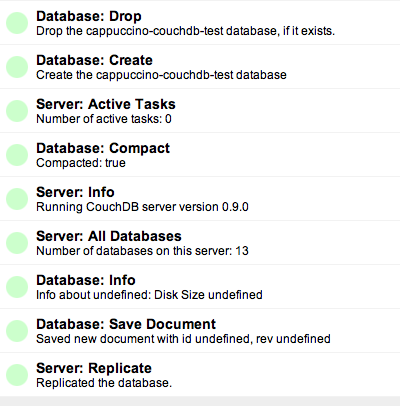 Database: Drop
Drop the cappuccino-couchdb-test database, if it exists.
Database: Create
Create the cappuccino-couchdb-test database
Server: Active Tasks
Number of active tasks: 0
Database: Compact
Compacted: true
Server: Info
Running CouchDB server version 0.9.0
Server: All Databases
Number of databases on this server: 13
Database: Info
Info about undefined: Disk Size undefined
Database: Save Document
Saved new document with id undefined, rev undefined
Server: Replicate
Replicated the database.